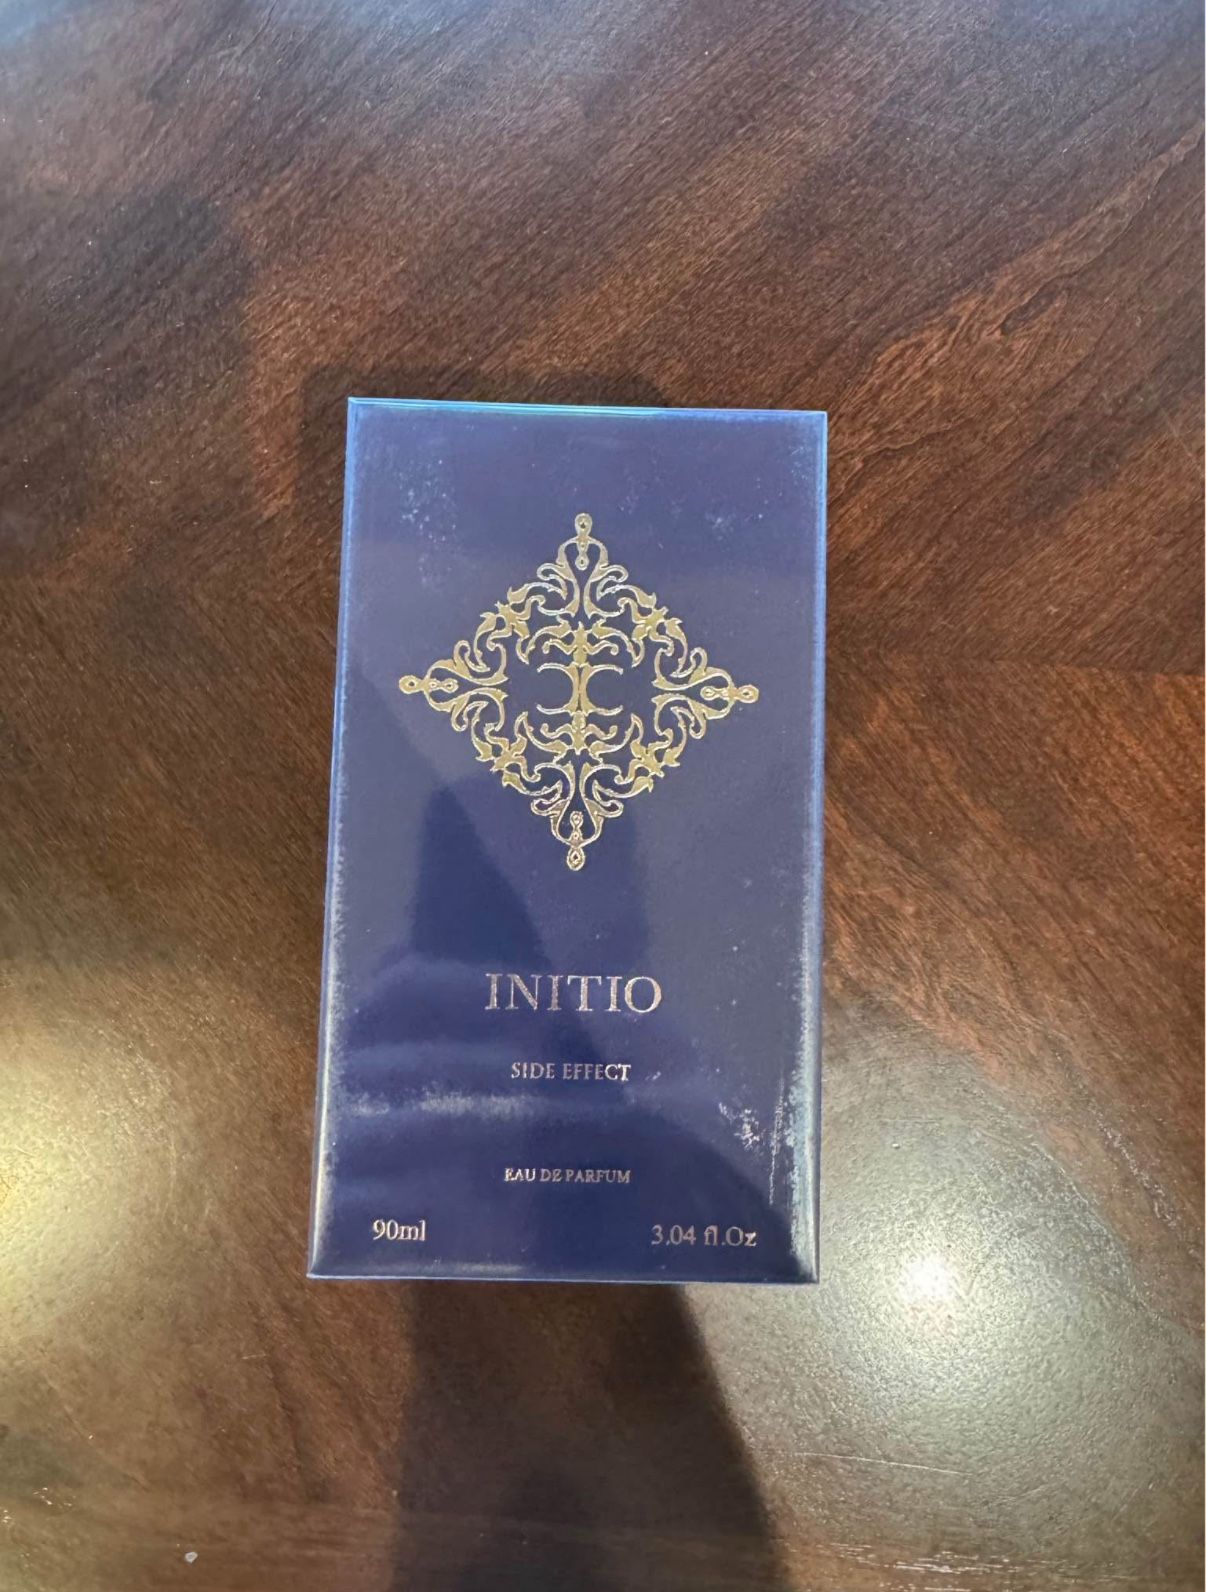 INITIO
SIDE EFFECT
EAU DE PARFUM
90ml
3.04 fl.Oz